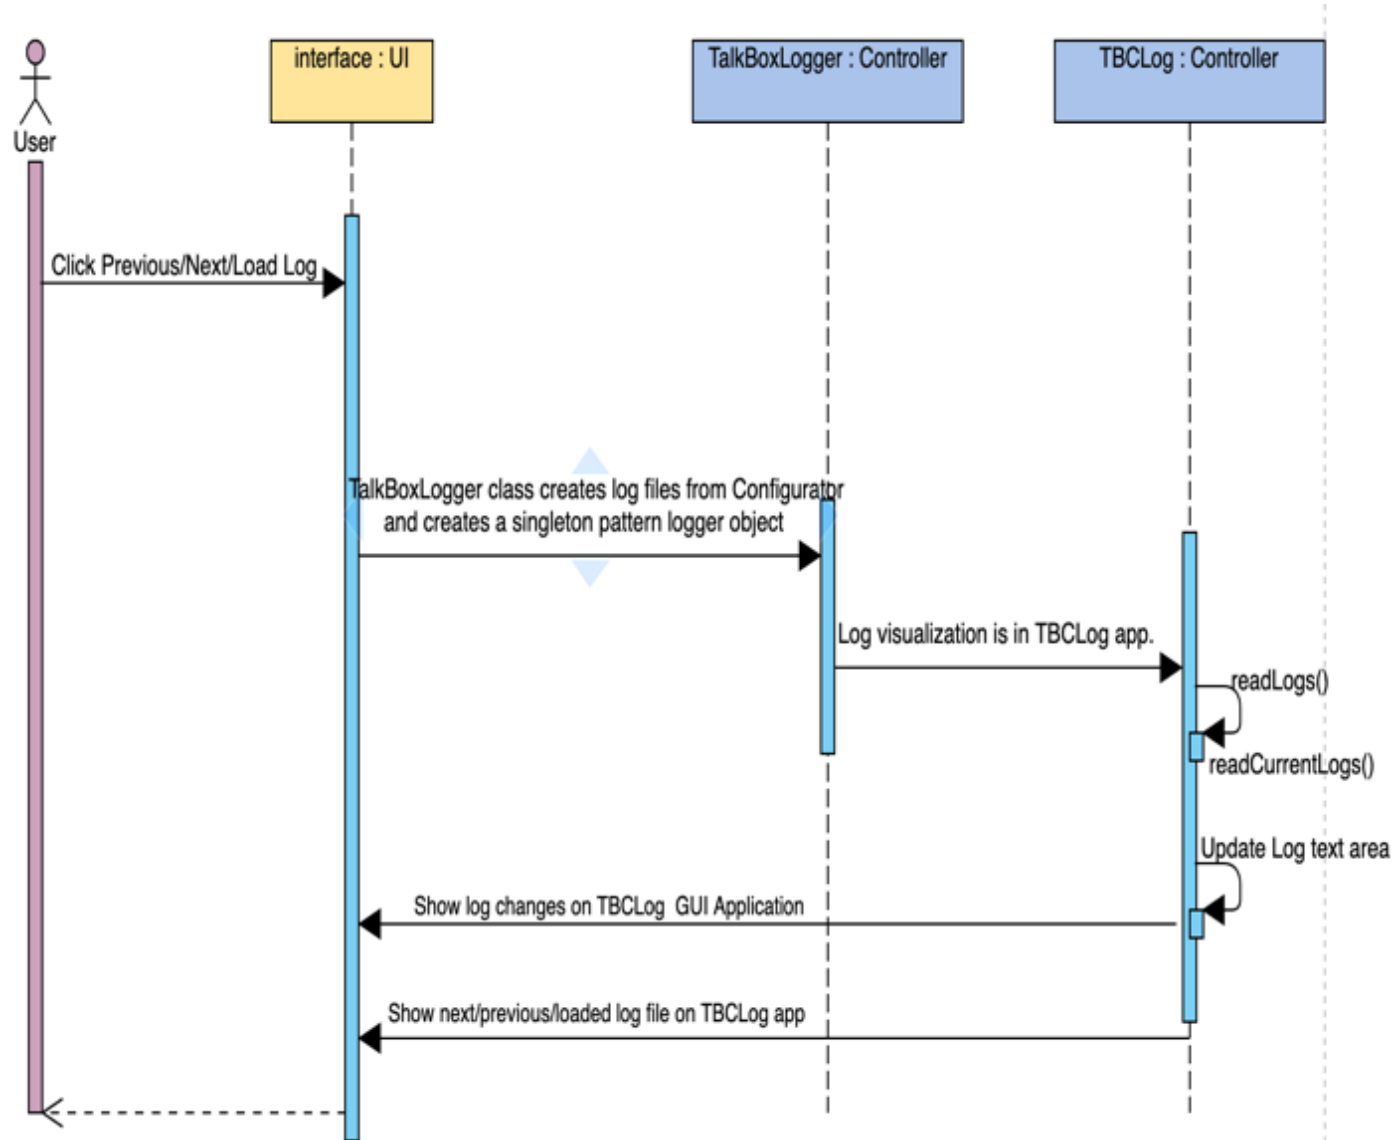 interface : UI
TalkBoxLogger : Controller
TBCLog : Controller
User
Click Previous/Next/Load Log
TalkBoxLogger class creates log files from Configurator
and creates a singleton pattern logger object
Log visualization is in TBCLog app.
readLogs()
readCurrentLogs()
Update Log text area
Show log changes on TBCLog GUI Application
Show next/previous/loaded log file on TBCLog app